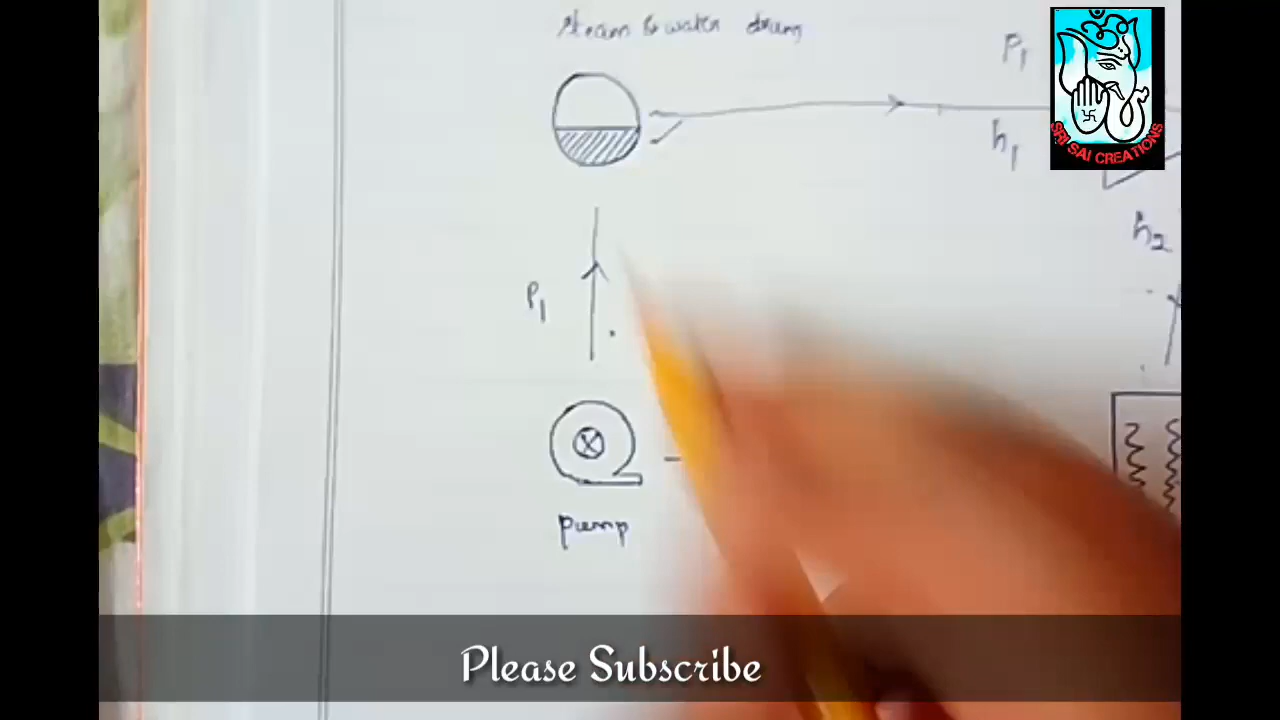 steam & water drum
P1
h1
SRI SAI CREATIONS
h2
P1
pump
Please Subscribe